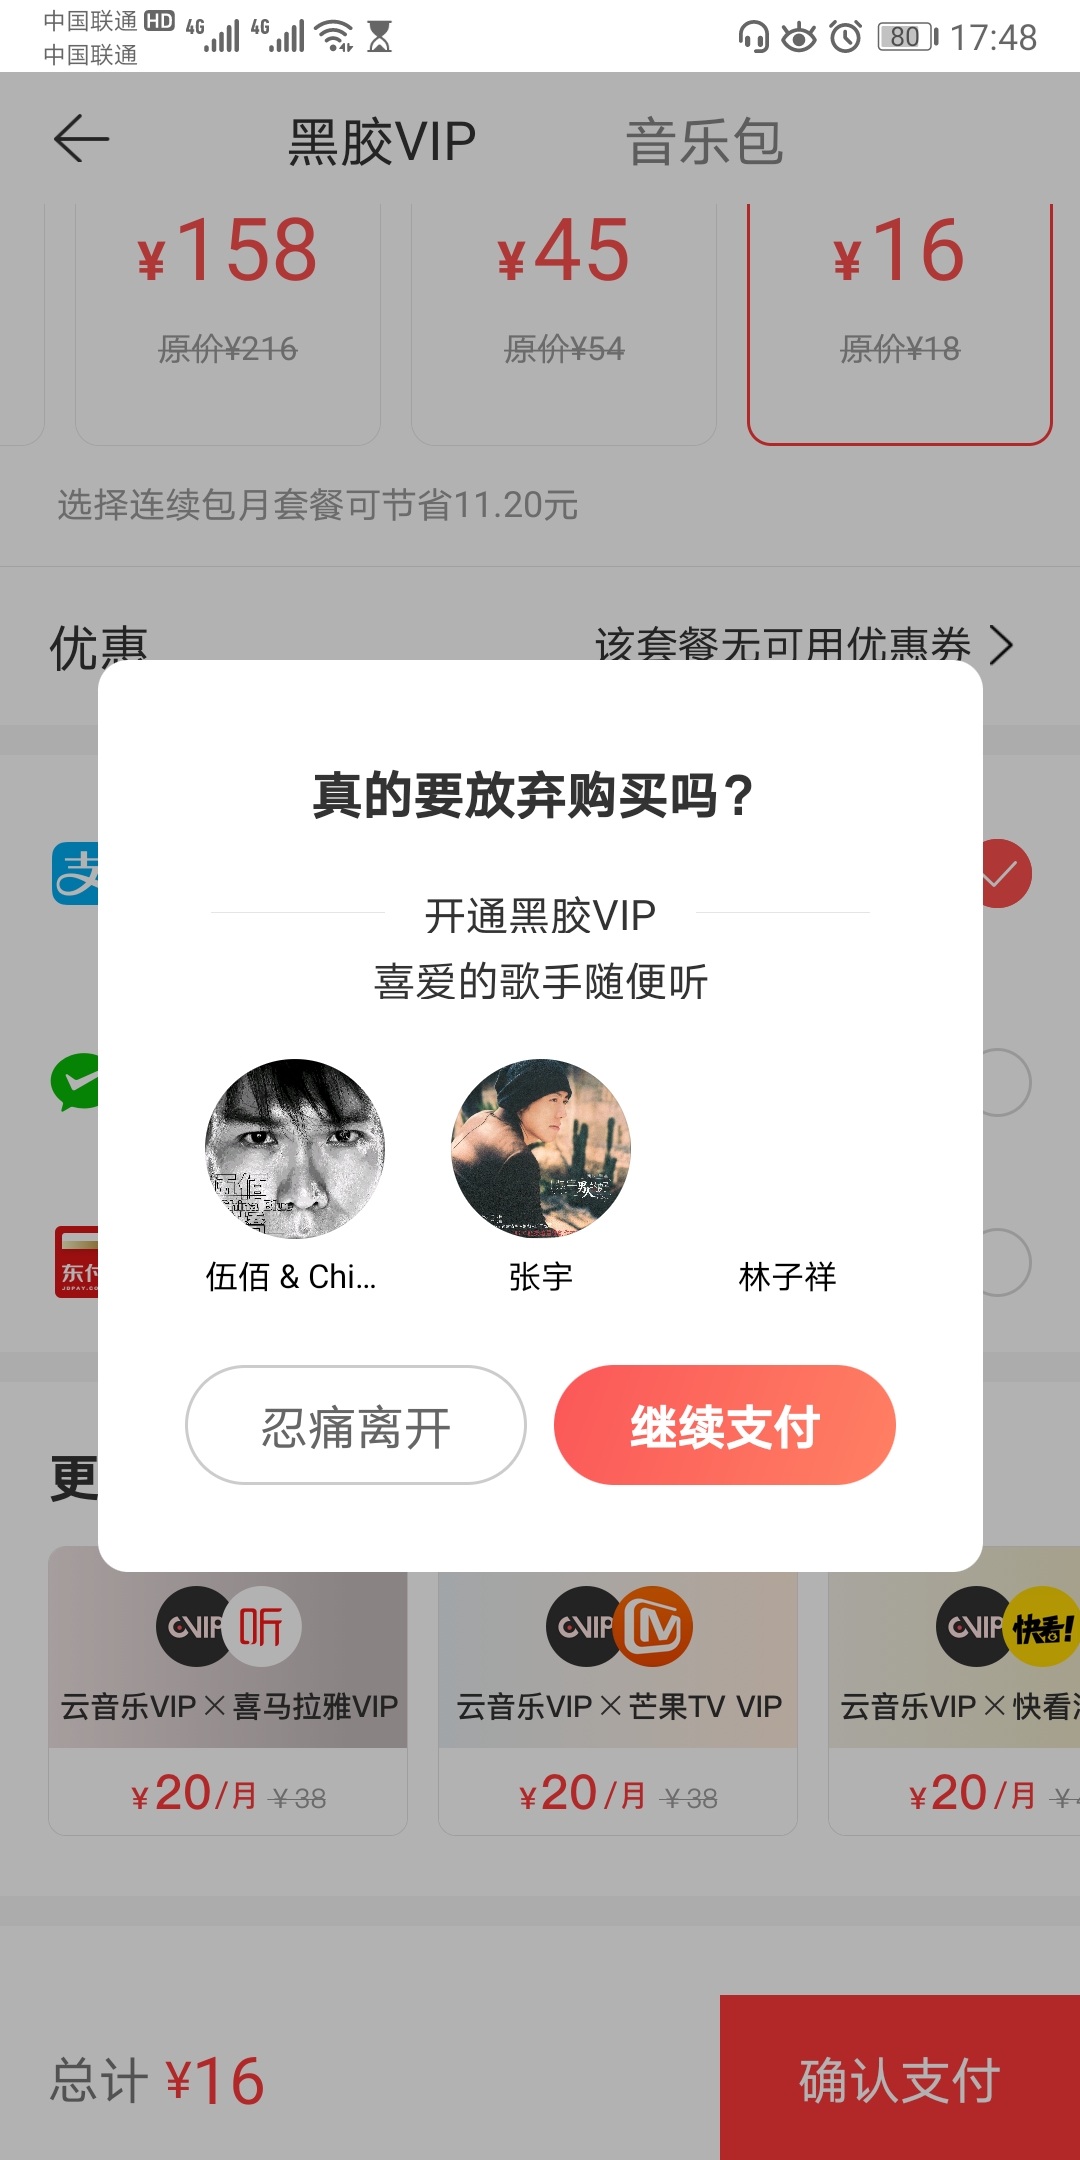 中国联通 HD 4G 4G 80 17:48
中国联通
黑胶VIP 音乐包
¥158 ¥45 ¥16
原价¥216 原价¥54 原价¥18
选择连续包月套餐可节省11.20元
优惠 该套餐无可用优惠券
真的要放弃购买吗？
开通黑胶VIP
喜爱的歌手随便听
伍佰 & Chi... 张宇 林子祥
忍痛离开 继续支付
更
VIP 听 VIP VIP 快看!
云音乐VIP×喜马拉雅VIP 云音乐VIP×芒果TV VIP 云音乐VIP×快看
¥20/月 ¥38 ¥20/月 ¥38 ¥20/月
总计 ¥16 确认支付